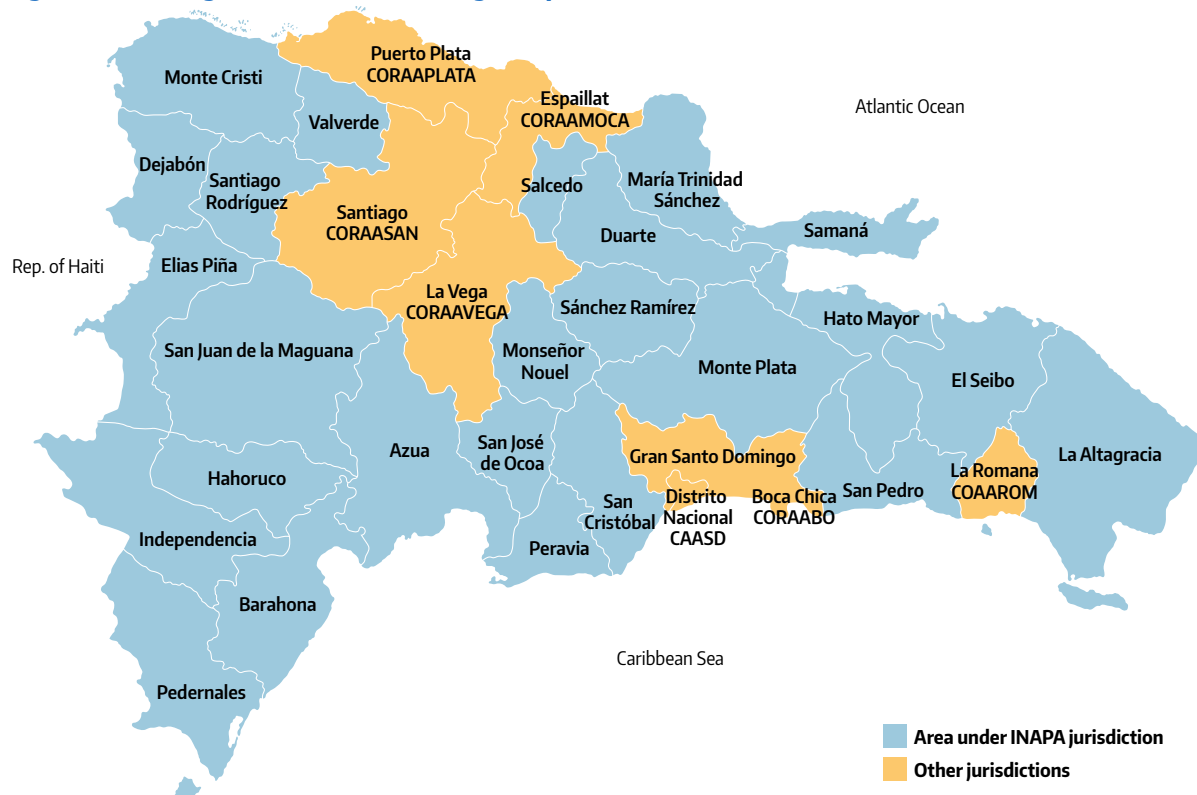 Puerto Plata
CORAAPLATA
Monte Cristi
Espaillat
CORAAMOCA
Atlantic Ocean
Valverde
Dejabón
Santiago
Rodríguez
Salcedo
María Trinidad
Sánchez
Santiago
CORAASAN
Duarte
Samaná
Rep. of Haiti
Elias Piña
La Vega
CORAAVEGA
Sánchez Ramírez
Hato Mayor
San Juan de la Maguana
Monseñor
Nouel
Monte Plata
El Seibo
Azua
San José
de Ocoa
Gran Santo Domingo
La Altagracia
Hahoruco
La Romana
COAAROM
San Pedro
San
Cristóbal
Distrito
Nacional
CAASD
Boca Chica
CORAABO
Independencia
Peravia
Barahona
Caribbean Sea
Pedernales
Area under INAPA jurisdiction
Other jurisdictions